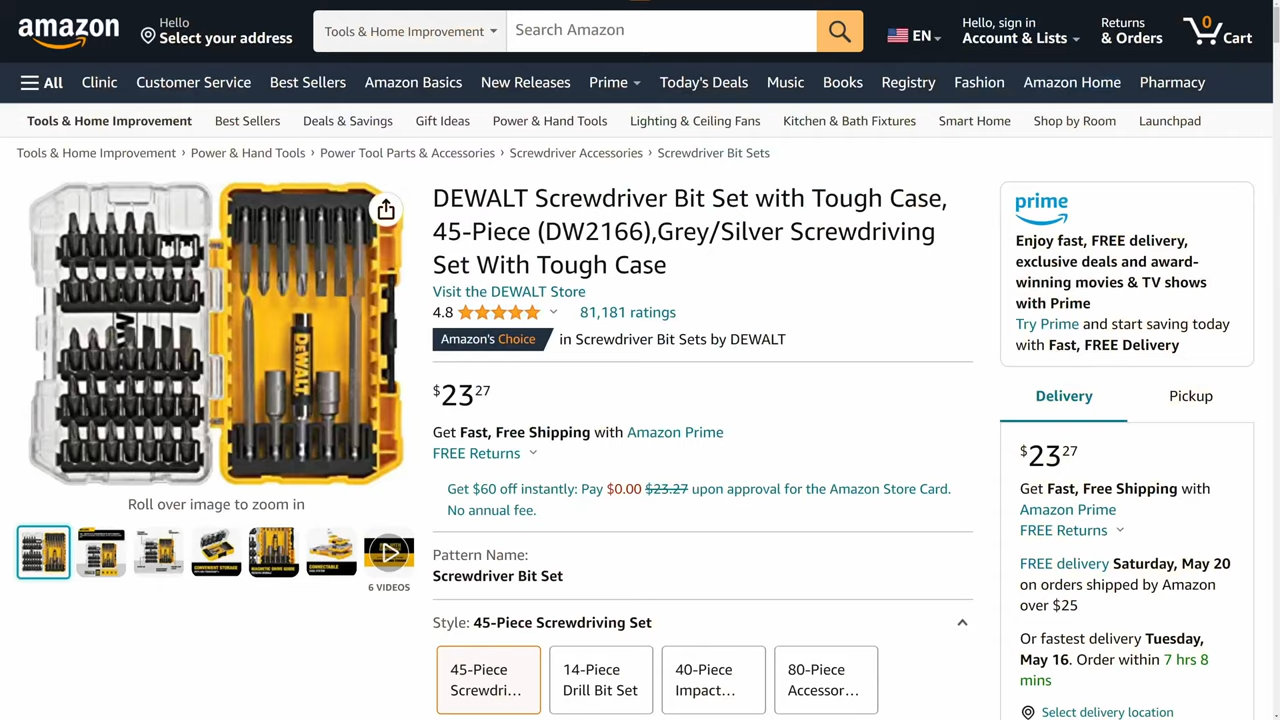 amazon
Hello
Select your address
Tools & Home Improvement
Search Amazon
EN
Hello, sign in
Account & Lists
Returns
& Orders
0
Cart
All
Clinic
Customer Service
Best Sellers
Amazon Basics
New Releases
Prime
Today's Deals
Music
Books
Registry
Fashion
Amazon Home
Pharmacy
Tools & Home Improvement
Best Sellers
Deals & Savings
Gift Ideas
Power & Hand Tools
Lighting & Ceiling Fans
Kitchen & Bath Fixtures
Smart Home
Shop by Room
Launchpad
Tools & Home Improvement › Power & Hand Tools › Power Tool Parts & Accessories › Screwdriver Accessories › Screwdriver Bit Sets
DEWALT
Roll over image to zoom in
6 VIDEOS
DEWALT Screwdriver Bit Set with Tough Case,
45-Piece (DW2166),Grey/Silver Screwdriving
Set With Tough Case
Visit the DEWALT Store
4.8
81,181 ratings
Amazon's Choice in Screwdriver Bit Sets by DEWALT
$23 27
Get Fast, Free Shipping with Amazon Prime
FREE Returns
Get $60 off instantly: Pay $0.00 $23.27 upon approval for the Amazon Store Card.
No annual fee.
Pattern Name:
Screwdriver Bit Set
Style: 45-Piece Screwdriving Set
45-Piece
Screwdri...
14-Piece
Drill Bit Set
40-Piece
Impact...
80-Piece
Accessor...
prime
Enjoy fast, FREE delivery,
exclusive deals and award-
winning movies & TV shows
with Prime
Try Prime and start saving today
with Fast, FREE Delivery
Delivery
Pickup
$23 27
Get Fast, Free Shipping with
Amazon Prime
FREE Returns
FREE delivery Saturday, May 20
on orders shipped by Amazon
over $25
Or fastest delivery Tuesday,
May 16. Order within 7 hrs 8
mins
Select delivery location